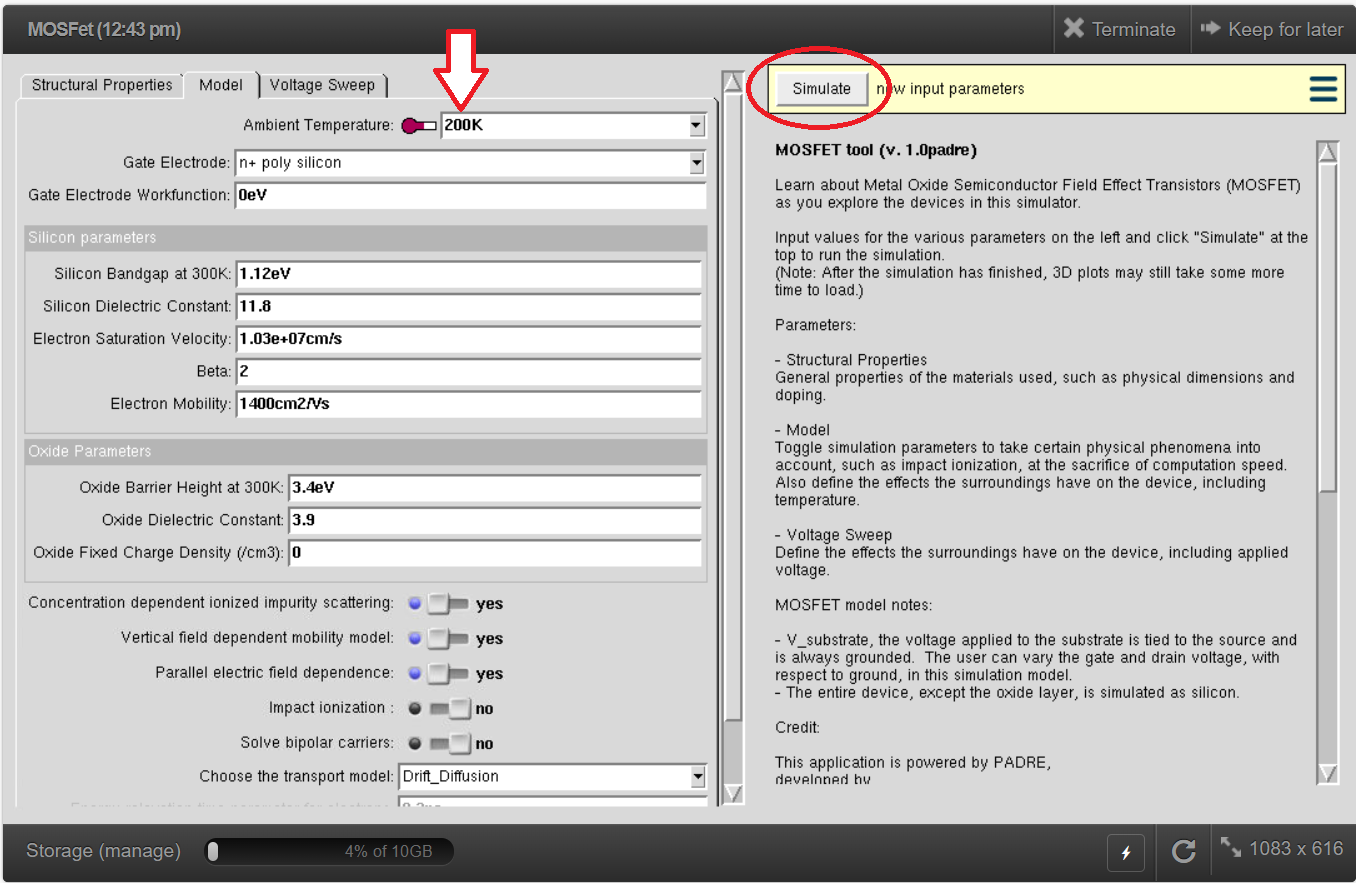 MOSFet (12:43 pm)
Terminate
Keep for later
Structural Properties
Model
Voltage Sweep
Ambient Temperature: 200K
Gate Electrode: n+ poly silicon
Gate Electrode Workfunction: 0eV
Silicon parameters
Silicon Bandgap at 300K: 1.12eV
Silicon Dielectric Constant: 11.8
Electron Saturation Velocity: 1.03e+07cm/s
Beta: 2
Electron Mobility: 1400cm2/Vs
Oxide Parameters
Oxide Barrier Height at 300K: 3.4eV
Oxide Dielectric Constant: 3.9
Oxide Fixed Charge Density (/cm3): 0
Concentration dependent ionized impurity scattering: yes
Vertical field dependent mobility model: yes
Parallel electric field dependence: yes
Impact ionization : no
Solve bipolar carriers: no
Choose the transport model: Drift_Diffusion
Simulate new input parameters
MOSFET tool (v. 1.0padre)
Learn about Metal Oxide Semiconductor Field Effect Transistors (MOSFET)
as you explore the devices in this simulator.
Input values for the various parameters on the left and click "Simulate" at the
top to run the simulation.
(Note: After the simulation has finished, 3D plots may still take some more
time to load.)
Parameters:
- Structural Properties
General properties of the materials used, such as physical dimensions and
doping.
- Model
Toggle simulation parameters to take certain physical phenomena into
account, such as impact ionization, at the sacrifice of computation speed.
Also define the effects the surroundings have on the device, including
temperature.
- Voltage Sweep
Define the effects the surroundings have on the device, including applied
voltage.
MOSFET model notes:
- V_substrate, the voltage applied to the substrate is tied to the source and
is always grounded. The user can vary the gate and drain voltage, with
respect to ground, in this simulation model.
- The entire device, except the oxide layer, is simulated as silicon.
Credit:
This application is powered by PADRE,
developed by
Storage (manage)
4% of 10GB
1083 x 616